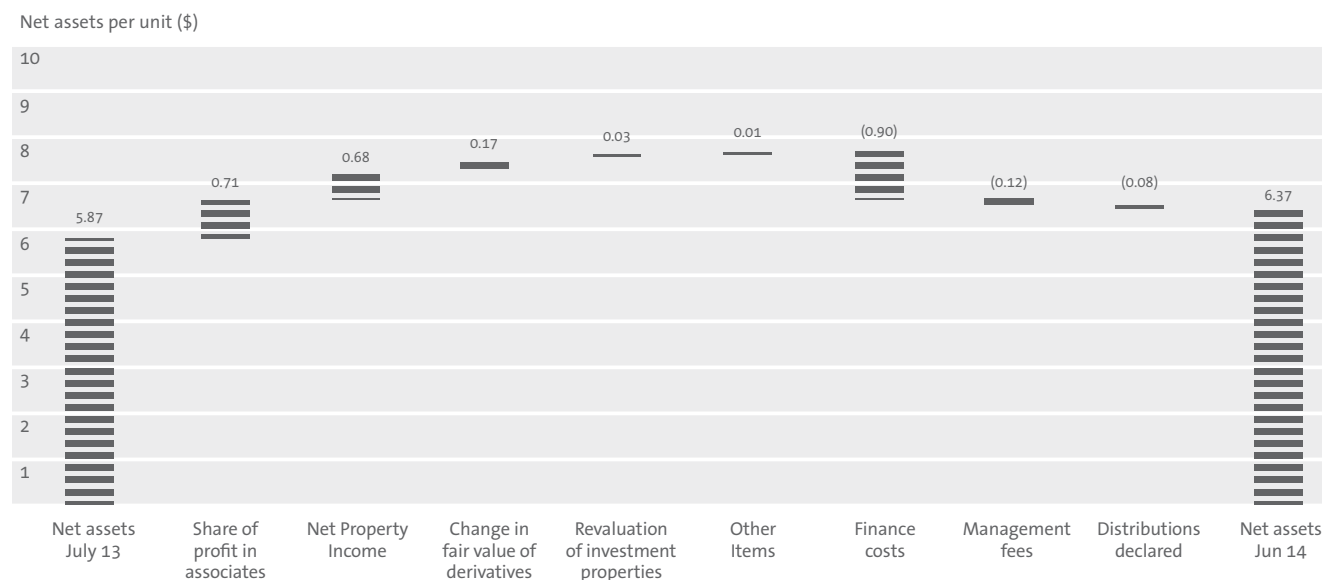 Net assets per unit ($)
10
9
8
7
6
5
4
3
2
1
5.87
0.71
0.68
0.17
0.03
0.01
(0.90)
(0.12)
(0.08)
6.37
Net assets
July 13
Share of
profit in
associates
Net Property
Income
Change in
fair value of
derivatives
Revaluation
of investment
properties
Other
Items
Finance
costs
Management
fees
Distributions
declared
Net assets
Jun 14